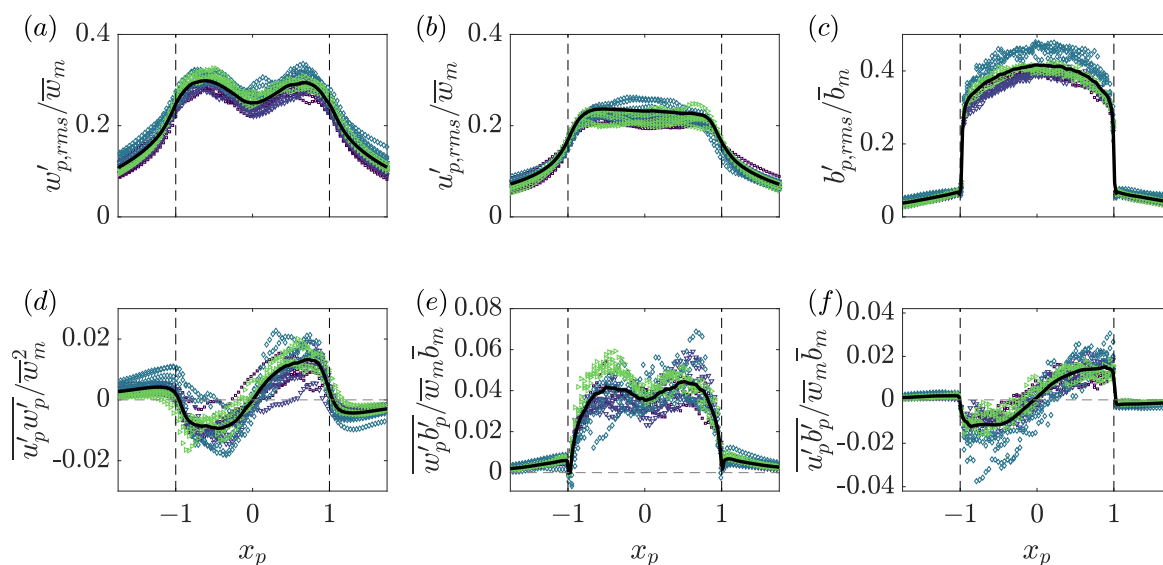 (a)
(b)
(c)
0.4
0.2
0
w′p,rms/w̅m
0.4
0.2
0
u′p,rms/w̅m
0.4
0.2
0
b′p,rms/b̅m
(d)
(e)
(f)
0.02
0
-0.02
u′pw′p/w̅m²
−1 0 1
xp
0.08
0.06
0.04
0.02
0
w′pb′p/w̅mb̅m
−1 0 1
xp
0.04
0.02
0
-0.02
-0.04
u′pb′p/w̅mb̅m
−1 0 1
xp